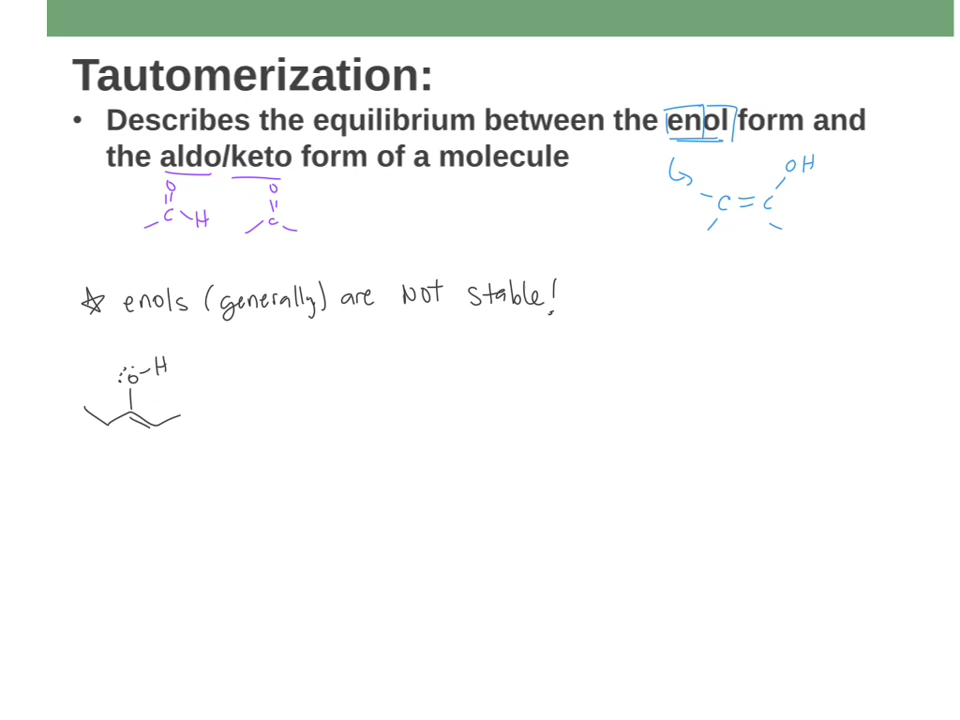 Tautomerization:
• Describes the equilibrium between the enol form and
the aldo/keto form of a molecule
O
C H
O
C
OH
C = C
☆ enols (generally) are NOT stable!
:Ö-H